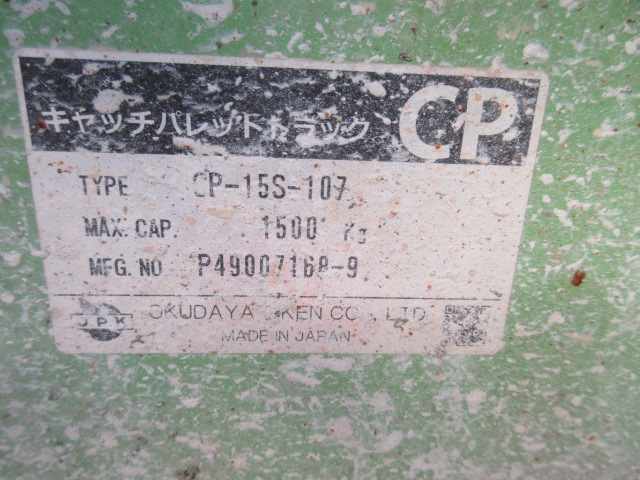 キャッチパレットトラック CP
TYPE CP-15S-107
MAX. CAP. 1500 Kg
MFG. NO P49007168-9
OPK OKUDAYA GIKEN CO., LTD.
MADE IN JAPAN